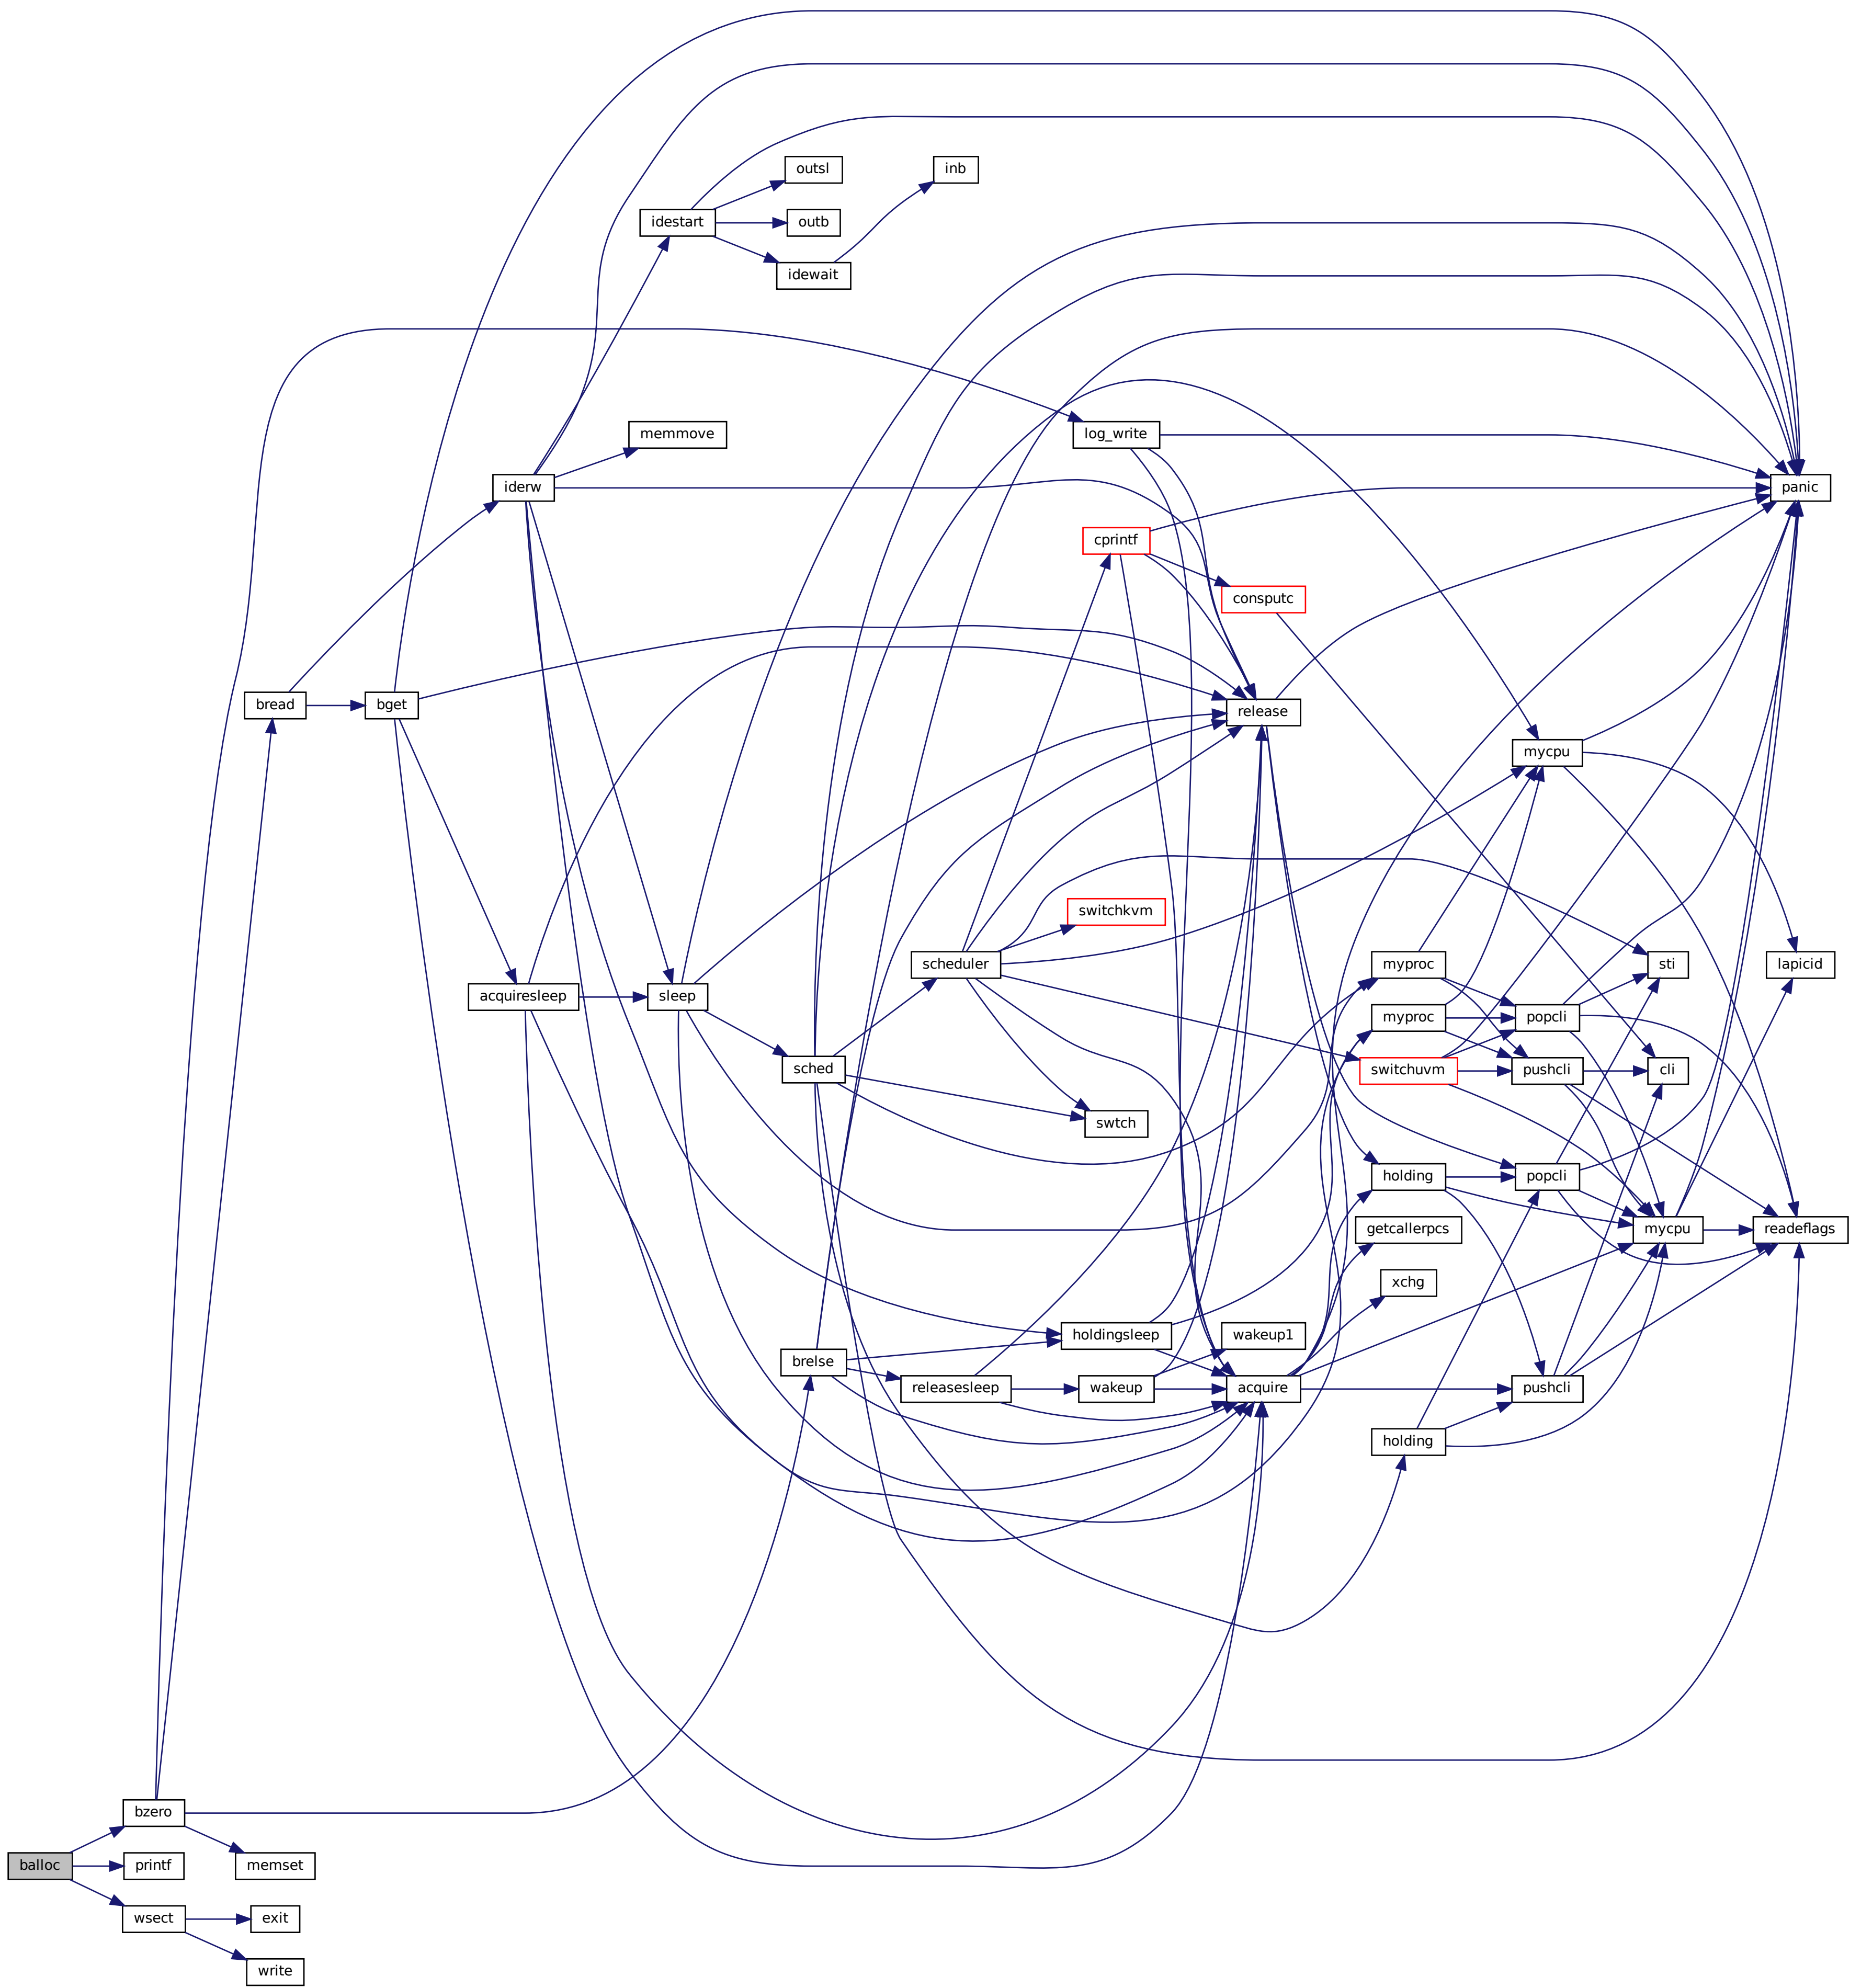 outsl
inb
idestart
outb
idewait
memmove
log_write
iderw
panic
cprintf
consputc
bread
bget
release
mycpu
switchkvm
scheduler
myproc
sti
lapicid
acquiresleep
sleep
myproc
popcli
sched
switchuvm
pushcli
cli
swtch
holding
popcli
getcallerpcs
mycpu
readeflags
xchg
holdingsleep
wakeup1
brelse
releasesleep
wakeup
acquire
pushcli
holding
bzero
balloc
printf
memset
wsect
exit
write